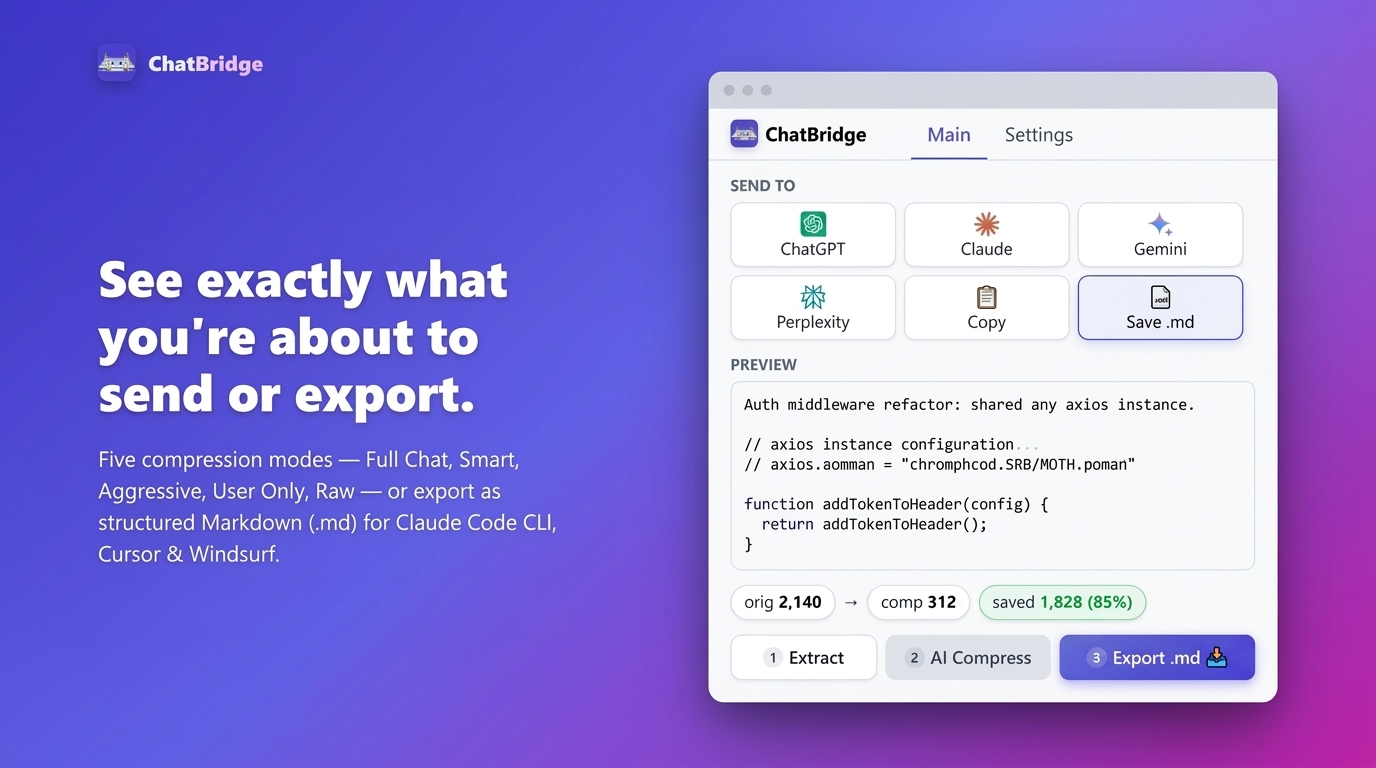 ChatBridge
See exactly what
you're about to
send or export.
Five compression modes — Full Chat, Smart,
Aggressive, User Only, Raw — or export as
structured Markdown (.md) for Claude Code CLI,
Cursor & Windsurf.
ChatBridge Main Settings
SEND TO
ChatGPT Claude Gemini
Perplexity Copy Save .md
PREVIEW
Auth middleware refactor: shared any axios instance.
// axios instance configuration...
// axios.aomman = "chromphcod.SRB/MOTH.poman"
function addTokenToHeader(config) {
return addTokenToHeader();
}
orig 2,140 → comp 312 saved 1,828 (85%)
1 Extract 2 AI Compress 3 Export .md